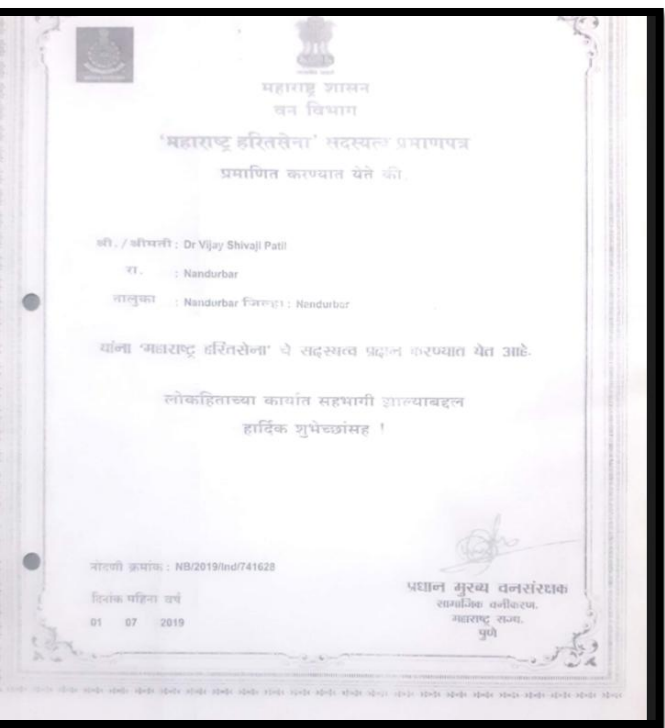 महाराष्ट्र शासन
वन विभाग
'महाराष्ट्र हरितसेना' सदस्यत्व प्रमाणपत्र
प्रमाणित करण्यात येते की.
श्री. / श्रीमती : Dr Vijay Shivaji Patil
रा. : Nandurbar
तालुका : Nandurbar जिल्हा : Nandurbar
यांना 'महाराष्ट्र हरितसेना' चे सदस्यत्व प्रदान करण्यात येत आहे.
लोकहिताच्या कार्यात सहभागी झाल्याबद्दल
हार्दिक शुभेच्छांसह !
नोंदणी क्रमांक : NB/2019/Ind/741628
दिनांक महिना वर्ष
01 07 2019
प्रधान मुख्य वनसंरक्षक
सामाजिक वनीकरण,
महाराष्ट्र राज्य,
पुणे